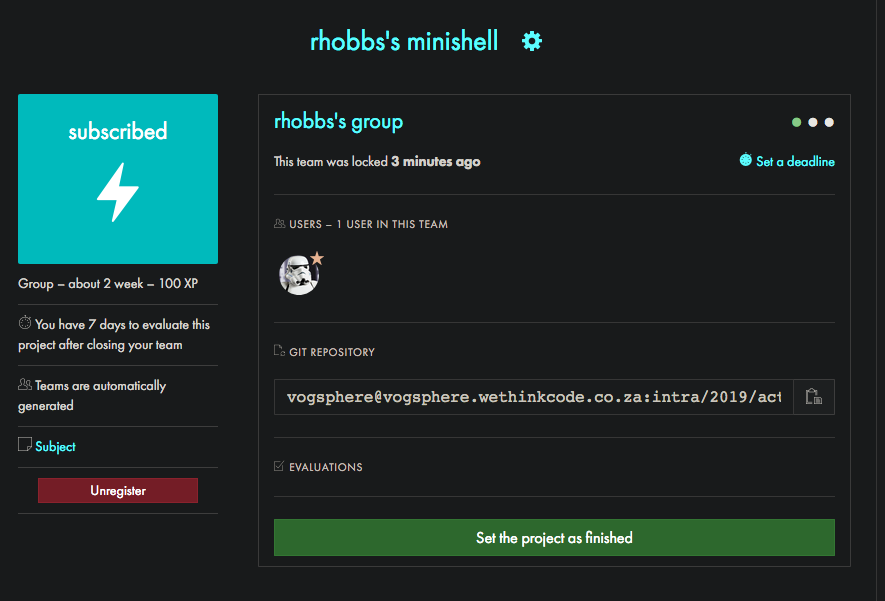 rhobbs's minishell
subscribed
Group – about 2 week – 100 XP
You have 7 days to evaluate this
project after closing your team
Teams are automatically
generated
Subject
Unregister
rhobbs's group
This team was locked 3 minutes ago
Set a deadline
USERS – 1 USER IN THIS TEAM
GIT REPOSITORY
vogsphere@vogsphere.wethinkcode.co.za:intra/2019/act
EVALUATIONS
Set the project as finished